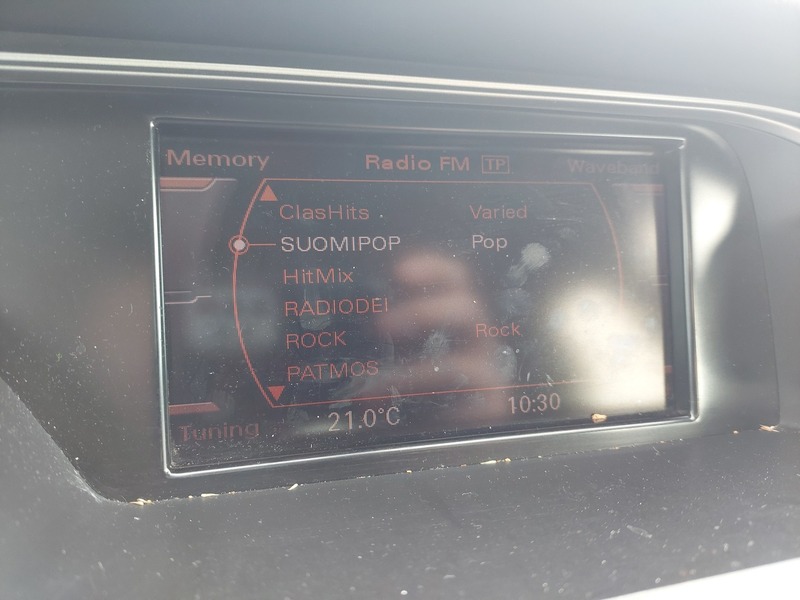 Memory Radio FM TP Waveband
ClasHits Varied
SUOMIPOP Pop
HitMix
RADIODEI
ROCK Rock
PATMOS
Tuning 21.0°C 10:30